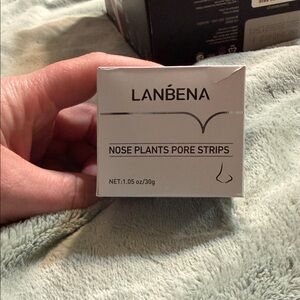 LANBENA
NOSE PLANTS PORE STRIPS
NET:1.05 oz/30g